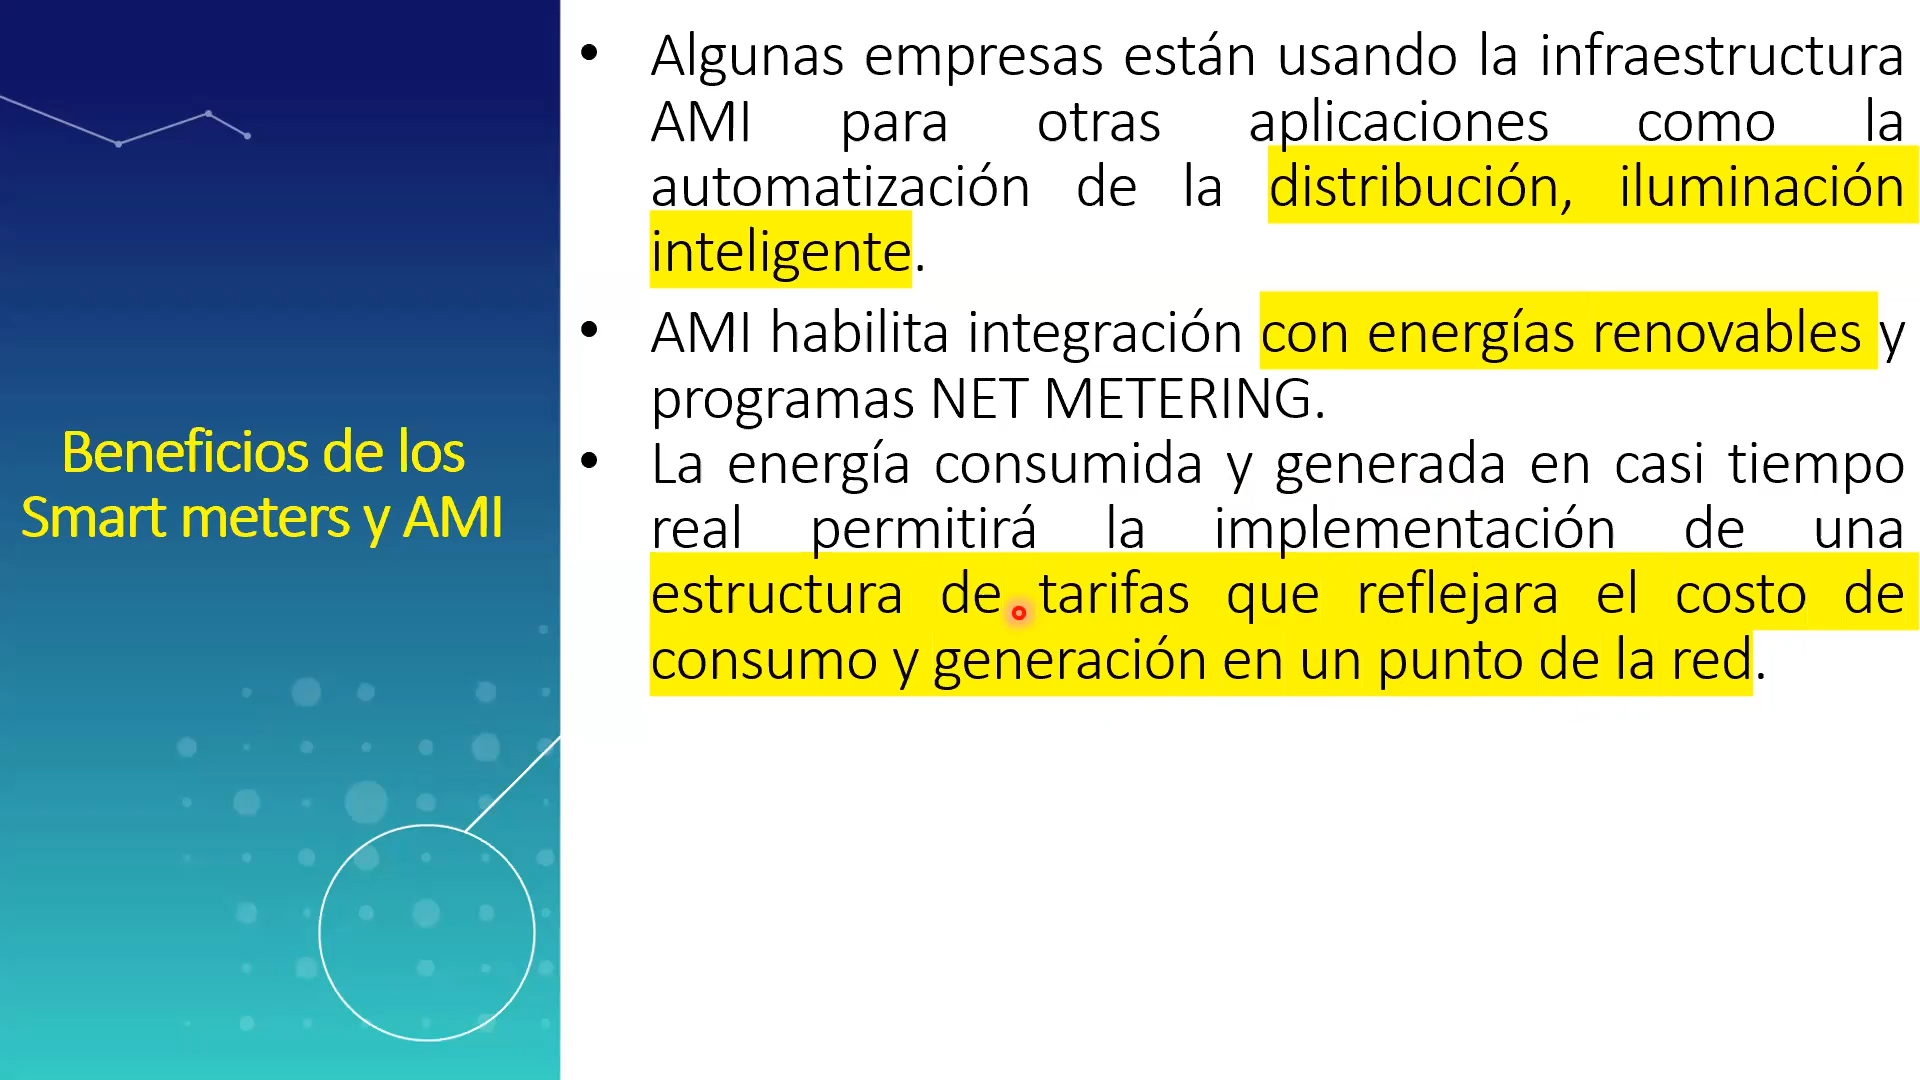 Beneficios de los
Smart meters y AMI
• Algunas empresas están usando la infraestructura
AMI para otras aplicaciones como la
automatización de la distribución, iluminación
inteligente.
• AMI habilita integración con energías renovables y
programas NET METERING.
• La energía consumida y generada en casi tiempo
real permitirá la implementación de una
estructura de tarifas que reflejara el costo de
consumo y generación en un punto de la red.